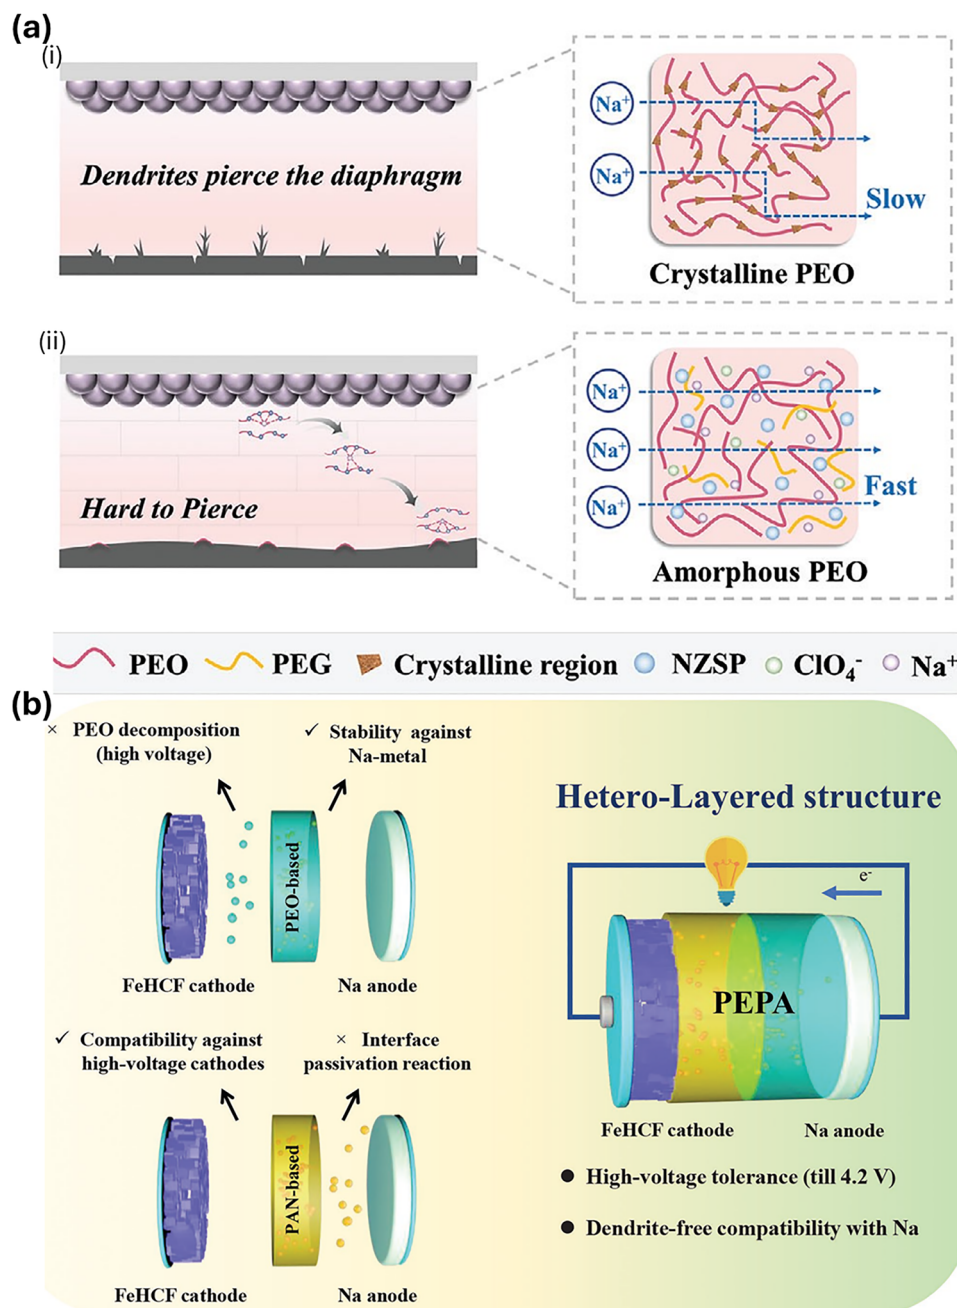 (a)
(i)
Dendrites pierce the diaphragm
Na⁺
Na⁺
Slow
Crystalline PEO
(ii)
Hard to Pierce
Na⁺
Na⁺
Na⁺
Fast
Amorphous PEO
PEO PEG Crystalline region NZSP ClO₄⁻ Na⁺
(b)
× PEO decomposition
(high voltage)
✓ Stability against
Na-metal
PEO-based
FeHCF cathode
Na anode
✓ Compatibility against
high-voltage cathodes
× Interface
passivation reaction
PAN-based
FeHCF cathode
Na anode
Hetero-Layered structure
e⁻
PEPA
FeHCF cathode
Na anode
● High-voltage tolerance (till 4.2 V)
● Dendrite-free compatibility with Na